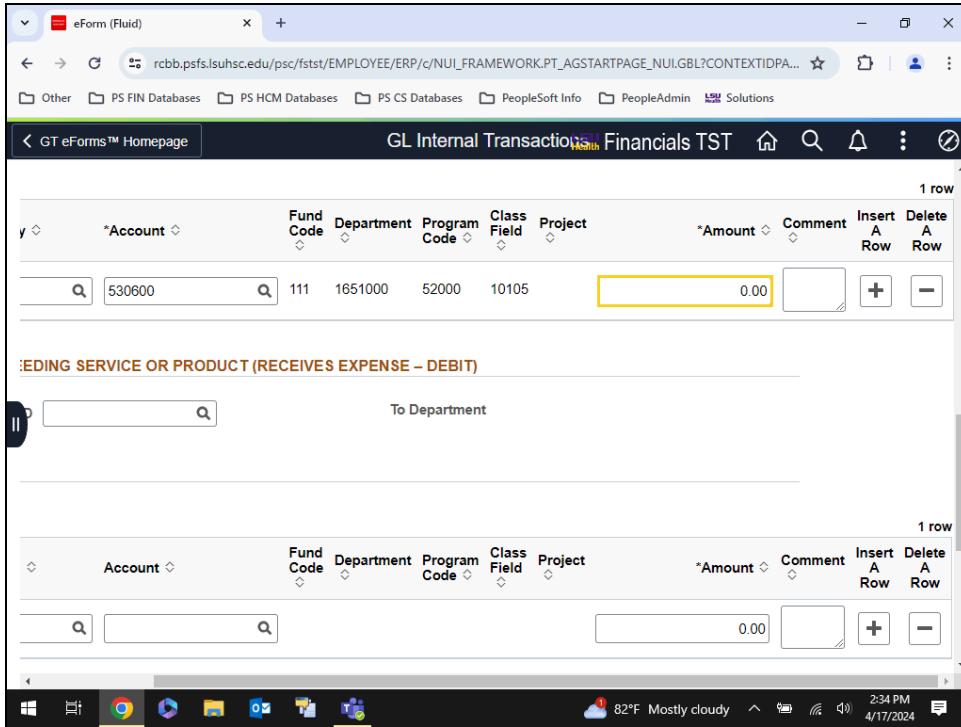 eForm (Fluid)
rcbb.psfs.lsuhsc.edu/psc/fstst/EMPLOYEE/ERP/c/NUI_FRAMEWORK.PT_AGSTARTPAGE_NUI.GBL?CONTEXTIDPA...
Other PS FIN Databases PS HCM Databases PS CS Databases PeopleSoft Info PeopleAdmin LSU Solutions
GT eForms™ Homepage GL Internal Transactions Health Financials TST
1 row
y *Account Fund Code Department Program Code Class Field Project *Amount Comment Insert A Row Delete A Row
530600 111 1651000 52000 10105 0.00
EEDING SERVICE OR PRODUCT (RECEIVES EXPENSE – DEBIT)
To Department
1 row
Account Fund Code Department Program Code Class Field Project *Amount Comment Insert A Row Delete A Row
0.00
82°F Mostly cloudy 2:34 PM
4/17/2024